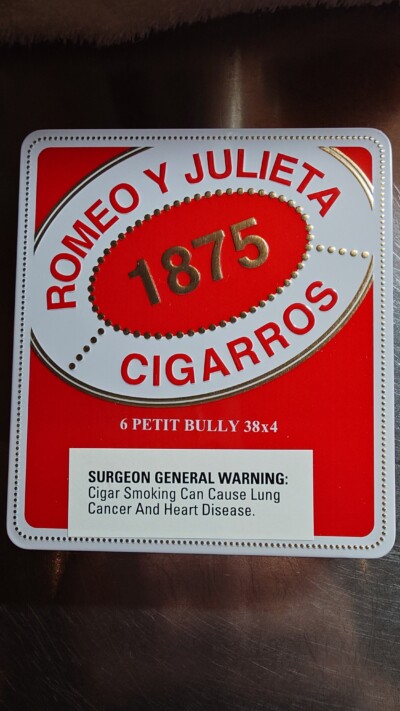 ROMEO Y JULIETA
1875
CIGARROS
6 PETIT BULLY 38x4
SURGEON GENERAL WARNING:
Cigar Smoking Can Cause Lung
Cancer And Heart Disease.